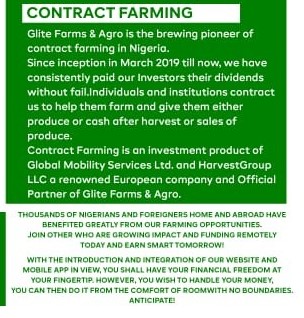 CONTRACT FARMING
Glite Farms & Agro is the brewing pioneer of
contract farming in Nigeria.
Since inception in March 2019 till now, we have
consistently paid our Investors their dividends
without fail.Individuals and institutions contract
us to help them farm and give them either
produce or cash after harvest or sales of
produce.
Contract Farming is an investment product of
Global Mobility Services Ltd. and HarvestGroup
LLC a renowned European company and Official
Partner of Glite Farms & Agro.
THOUSANDS OF NIGERIANS AND FOREIGNERS HOME AND ABROAD HAVE
BENEFITED GREATLY FROM OUR FARMING OPPORTUNITIES.
JOIN OTHER WHO ARE GROWING IMPACT AND FUNDING REMOTELY
TODAY AND EARN SMART TOMORROW!
WITH THE INTRODUCTION AND INTEGRATION OF OUR WEBSITE AND
MOBILE APP IN VIEW, YOU SHALL HAVE YOUR FINANCIAL FREEDOM AT
YOUR FINGERTIP. HOWEVER, YOU WISH TO HANDLE YOUR MONEY,
YOU CAN THEN DO IT FROM THE COMFORT OF ROOMWITH NO BOUNDARIES.
ANTICIPATE!